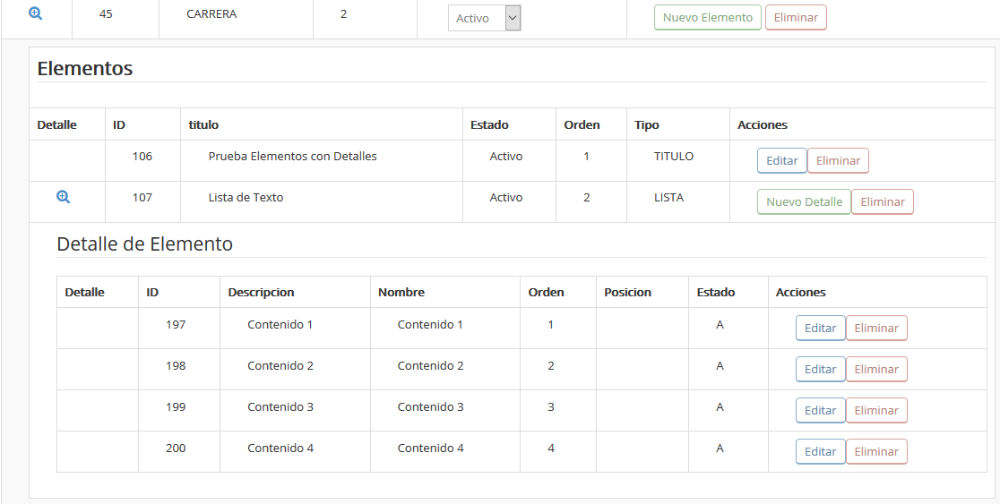 45 CARRERA 2 Activo Nuevo Elemento Eliminar
Elementos
Detalle ID titulo Estado Orden Tipo Acciones
106 Prueba Elementos con Detalles Activo 1 TITULO Editar Eliminar
107 Lista de Texto Activo 2 LISTA Nuevo Detalle Eliminar
Detalle de Elemento
Detalle ID Descripcion Nombre Orden Posicion Estado Acciones
197 Contenido 1 Contenido 1 1 A Editar Eliminar
198 Contenido 2 Contenido 2 2 A Editar Eliminar
199 Contenido 3 Contenido 3 3 A Editar Eliminar
200 Contenido 4 Contenido 4 4 A Editar Eliminar